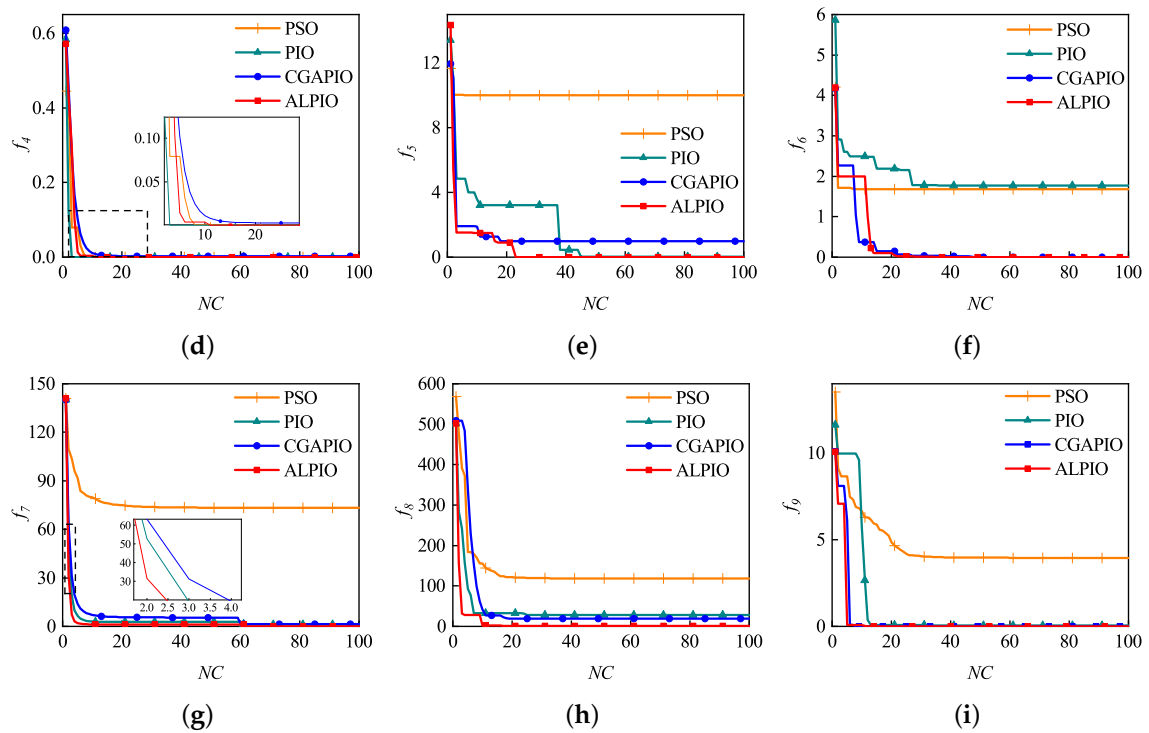 f4
0.6
0.4
0.2
0.0
0 20 40 60 80 100
NC
PSO
PIO
CGAPIO
ALPIO
0.10
0.05
10 20
(d)
f5
12
8
4
0
0 20 40 60 80 100
NC
PSO
PIO
CGAPIO
ALPIO
(e)
f6
6
5
4
3
2
1
0
0 20 40 60 80 100
NC
PSO
PIO
CGAPIO
ALPIO
(f)
f7
150
120
90
60
30
0
0 20 40 60 80 100
NC
PSO
PIO
CGAPIO
ALPIO
60
50
40
30
2.0 2.5 3.0 3.5 4.0
(g)
f8
600
500
400
300
200
100
0
0 20 40 60 80 100
NC
PSO
PIO
CGAPIO
ALPIO
(h)
f9
10
5
0
0 20 40 60 80 100
NC
PSO
PIO
CGAPIO
ALPIO
(i)